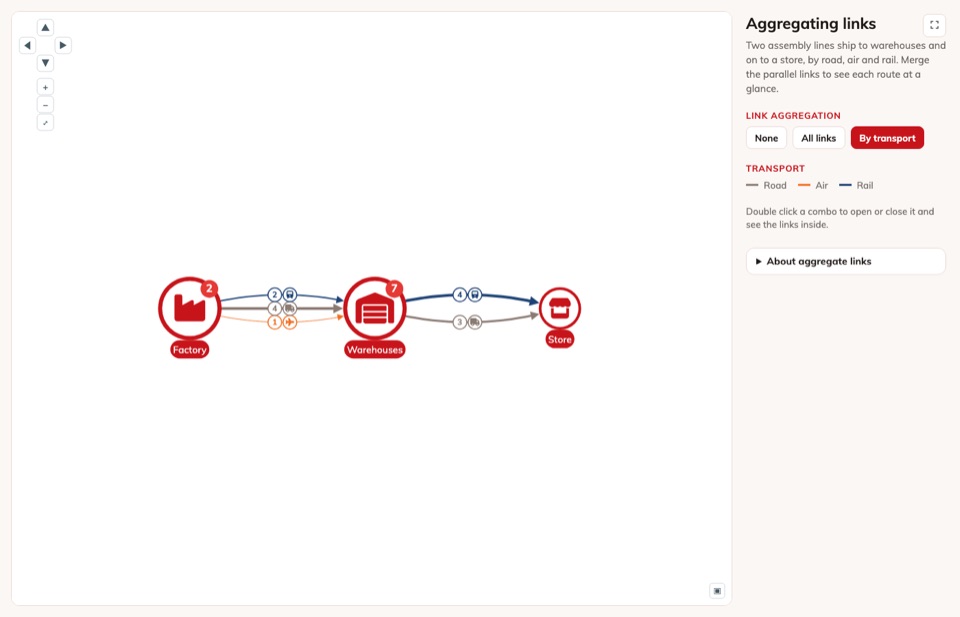 Aggregating links
Two assembly lines ship to warehouses and
on to a store, by road, air and rail. Merge
the parallel links to see each route at a
glance.
LINK AGGREGATION
None
All links
By transport
TRANSPORT
Road
Air
Rail
Double click a combo to open or close it and
see the links inside.
About aggregate links
2
7
2
4
1
4
3
Factory
Warehouses
Store